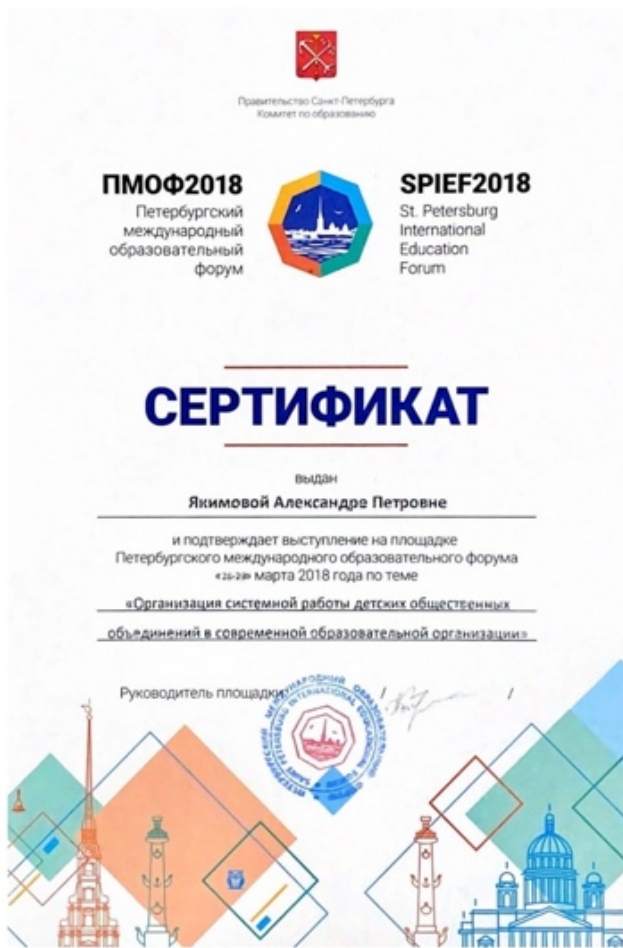 Правительство Санкт-Петербурга
Комитет по образованию
ПМОФ2018
Петербургский
международный
образовательный
форум
SPIEF2018
St. Petersburg
International
Education
Forum
СЕРТИФИКАТ
выдан
Якимовой Александре Петровне
и подтверждает выступление на площадке
Петербургского международного образовательного форума
«26-28» марта 2018 года по теме
«Организация системной работы детских общественных
объединений в современной образовательной организации»
Руководитель площадки / /